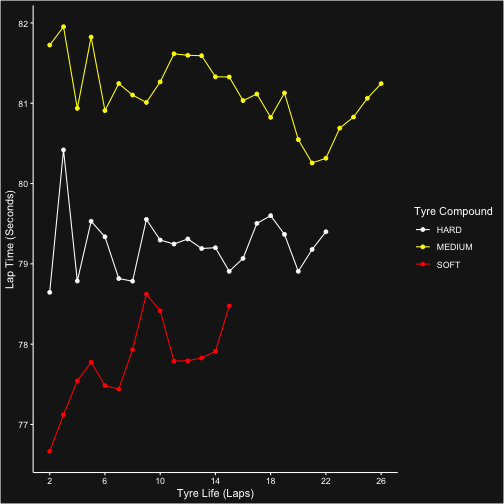 82
81
80
79
78
77
Lap Time (Seconds)
2
6
10
14
18
22
26
Tyre Life (Laps)
Tyre Compound
HARD
MEDIUM
SOFT